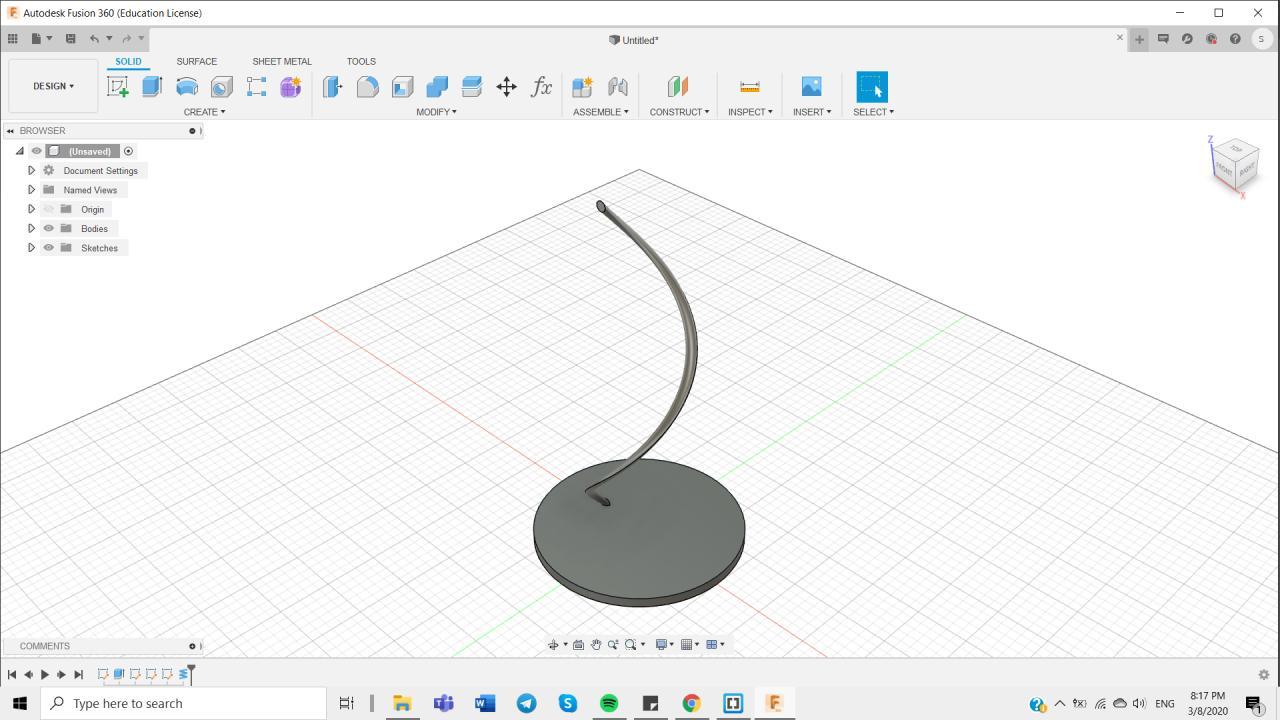 Autodesk Fusion 360 (Education License)
Untitled*
S
SOLID
SURFACE
SHEET METAL
TOOLS
DESIGN
fx
CREATE
MODIFY
ASSEMBLE
CONSTRUCT
INSPECT
INSERT
SELECT
BROWSER
(Unsaved)
Document Settings
Named Views
Origin
Bodies
Sketches
Z
TOP
FRONT
RIGHT
X
COMMENTS
Type here to search
ENG
8:17 PM
3/8/2020
1